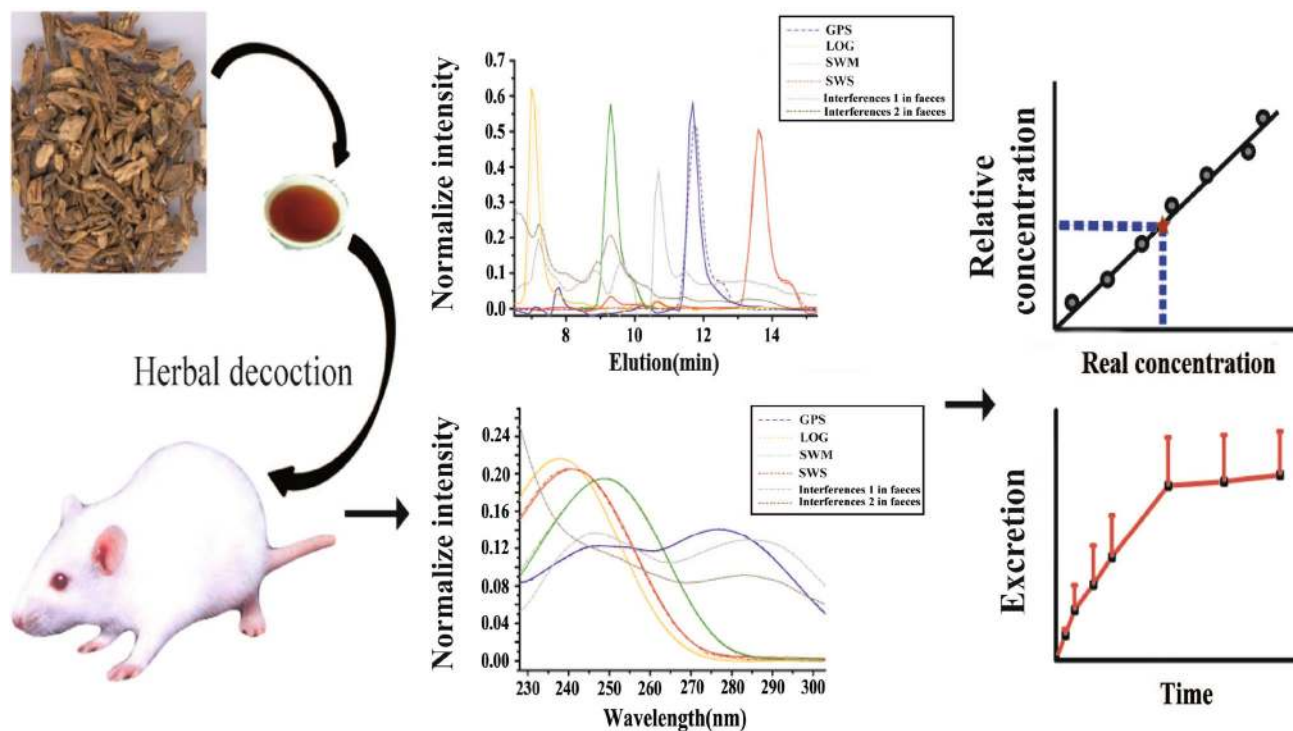 Herbal decoction
GPS
LOG
SWM
SWS
Interferences 1 in faeces
Interferences 2 in faeces
Normalize intensity
0.7
0.6
0.5
0.4
0.3
0.2
0.1
0.0
8
10
12
14
Elution(min)
GPS
LOG
SWM
SWS
Interferences 1 in faeces
Interferences 2 in faeces
Normalize intensity
0.24
0.20
0.16
0.12
0.08
0.04
0.00
230
240
250
260
270
280
290
300
Wavelength(nm)
Relative
concentration
Real concentration
Excretion
Time